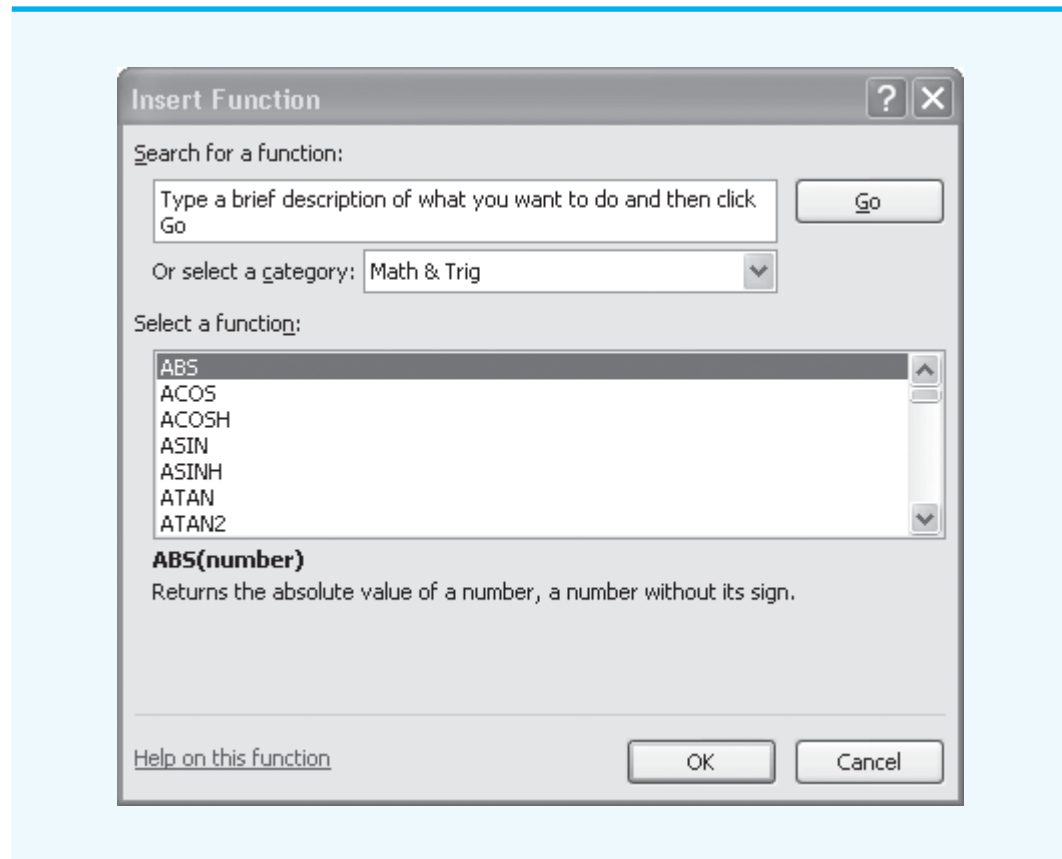 Insert Function
Search for a function:
Type a brief description of what you want to do and then click
Go
Go
Or select a category: Math & Trig
Select a function:
ABS
ACOS
ACOSH
ASIN
ASINH
ATAN
ATAN2
ABS(number)
Returns the absolute value of a number, a number without its sign.
Help on this function
OK
Cancel